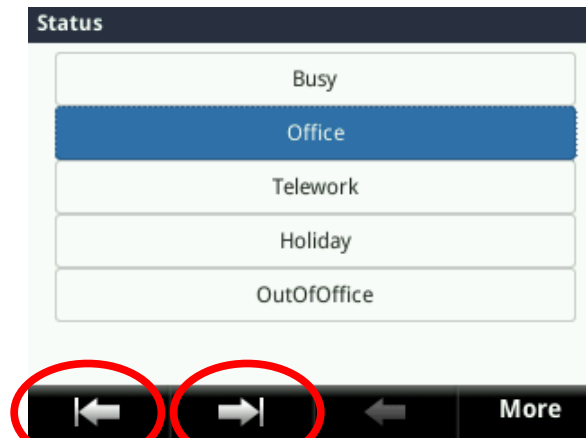 Status
Busy
Office
Telework
Holiday
OutOfOffice
More